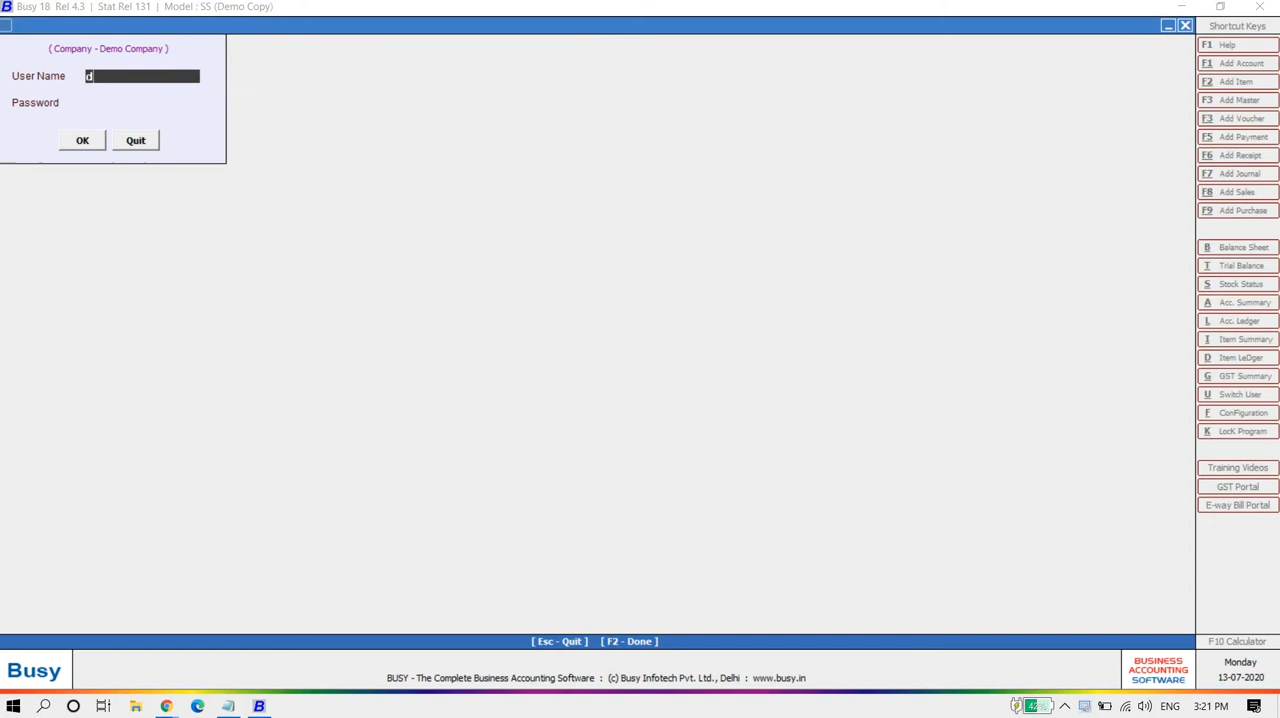 Busy 18 Rel 4.3 | Stat Rel 131 | Model : SS (Demo Copy)
( Company - Demo Company )
User Name d
Password
OK Quit
Shortcut Keys
F1 Help
F1 Add Account
F2 Add Item
F3 Add Master
F3 Add Voucher
F5 Add Payment
F6 Add Receipt
F7 Add Journal
F8 Add Sales
F9 Add Purchase
B Balance Sheet
T Trial Balance
S Stock Status
A Acc. Summary
L Acc. Ledger
I Item Summary
D Item LeDger
G GST Summary
U Switch User
F ConFiguration
K LocK Program
Training Videos
GST Portal
E-way Bill Portal
[ Esc - Quit ] [ F2 - Done ]
F10 Calculator
Busy
BUSY - The Complete Business Accounting Software : (c) Busy Infotech Pvt. Ltd., Delhi : www.busy.in
BUSINESS
ACCOUNTING
SOFTWARE
Monday
13-07-2020
42%
ENG
3:21 PM